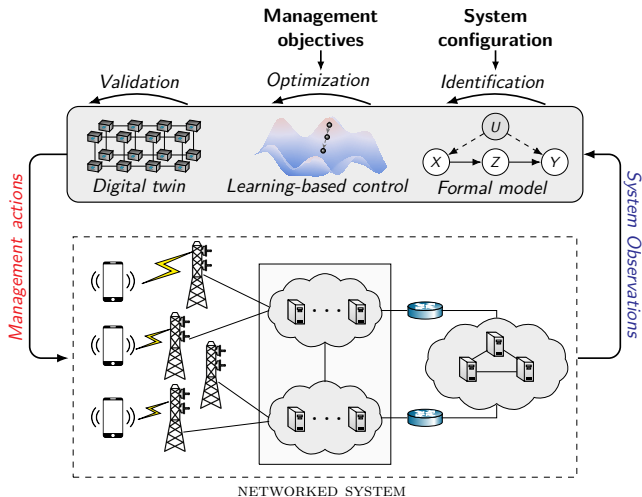 Management
objectives
System
configuration
Validation
Optimization
Identification
U
X
Z
Y
Digital twin
Learning-based control
Formal model
Management actions
System Observations
NETWORKED SYSTEM